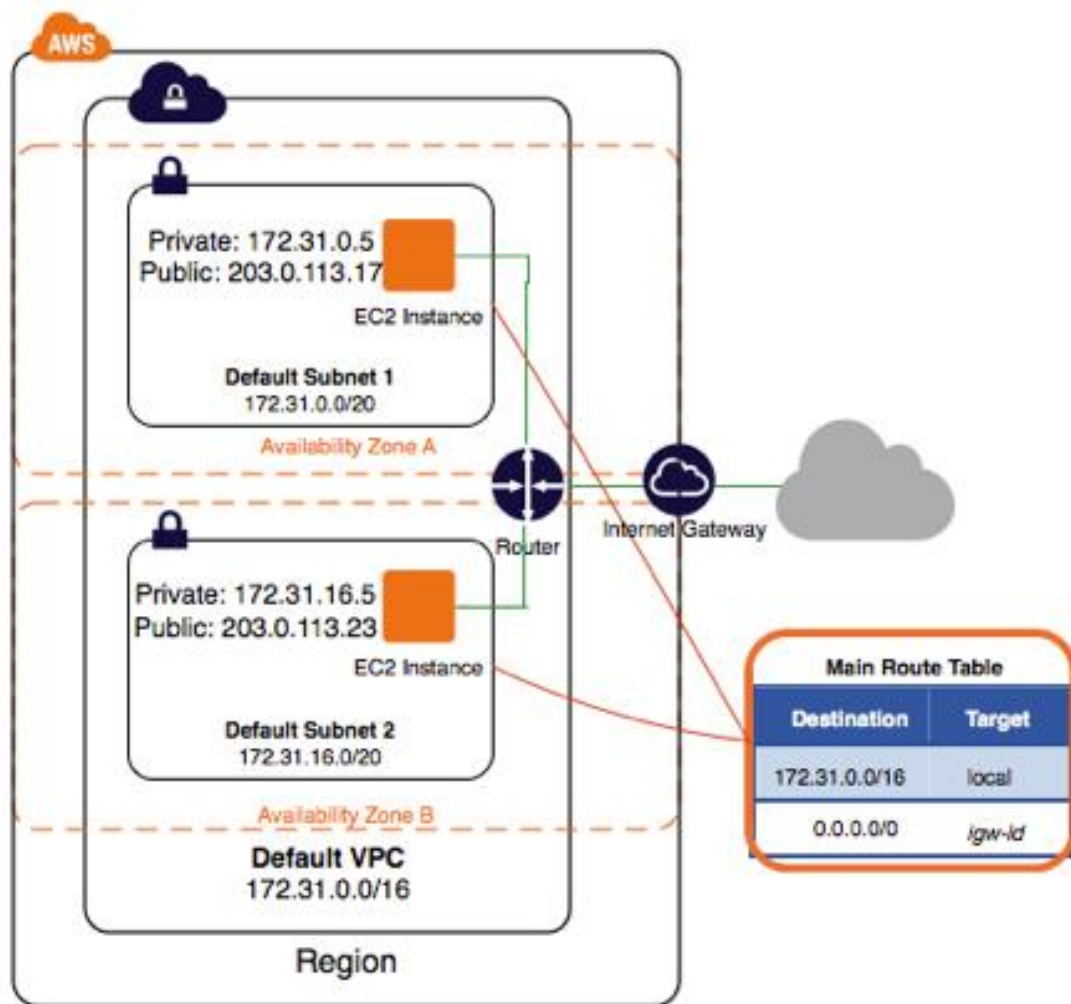 AWS
Private: 172.31.0.5
Public: 203.0.113.17
EC2 Instance
Default Subnet 1
172.31.0.0/20
Availability Zone A
Router
Internet Gateway
Private: 172.31.16.5
Public: 203.0.113.23
EC2 Instance
Default Subnet 2
172.31.16.0/20
Availability Zone B
Default VPC
172.31.0.0/16
Region
Main Route Table
Destination Target
172.31.0.0/16 local
0.0.0.0/0 igw-id